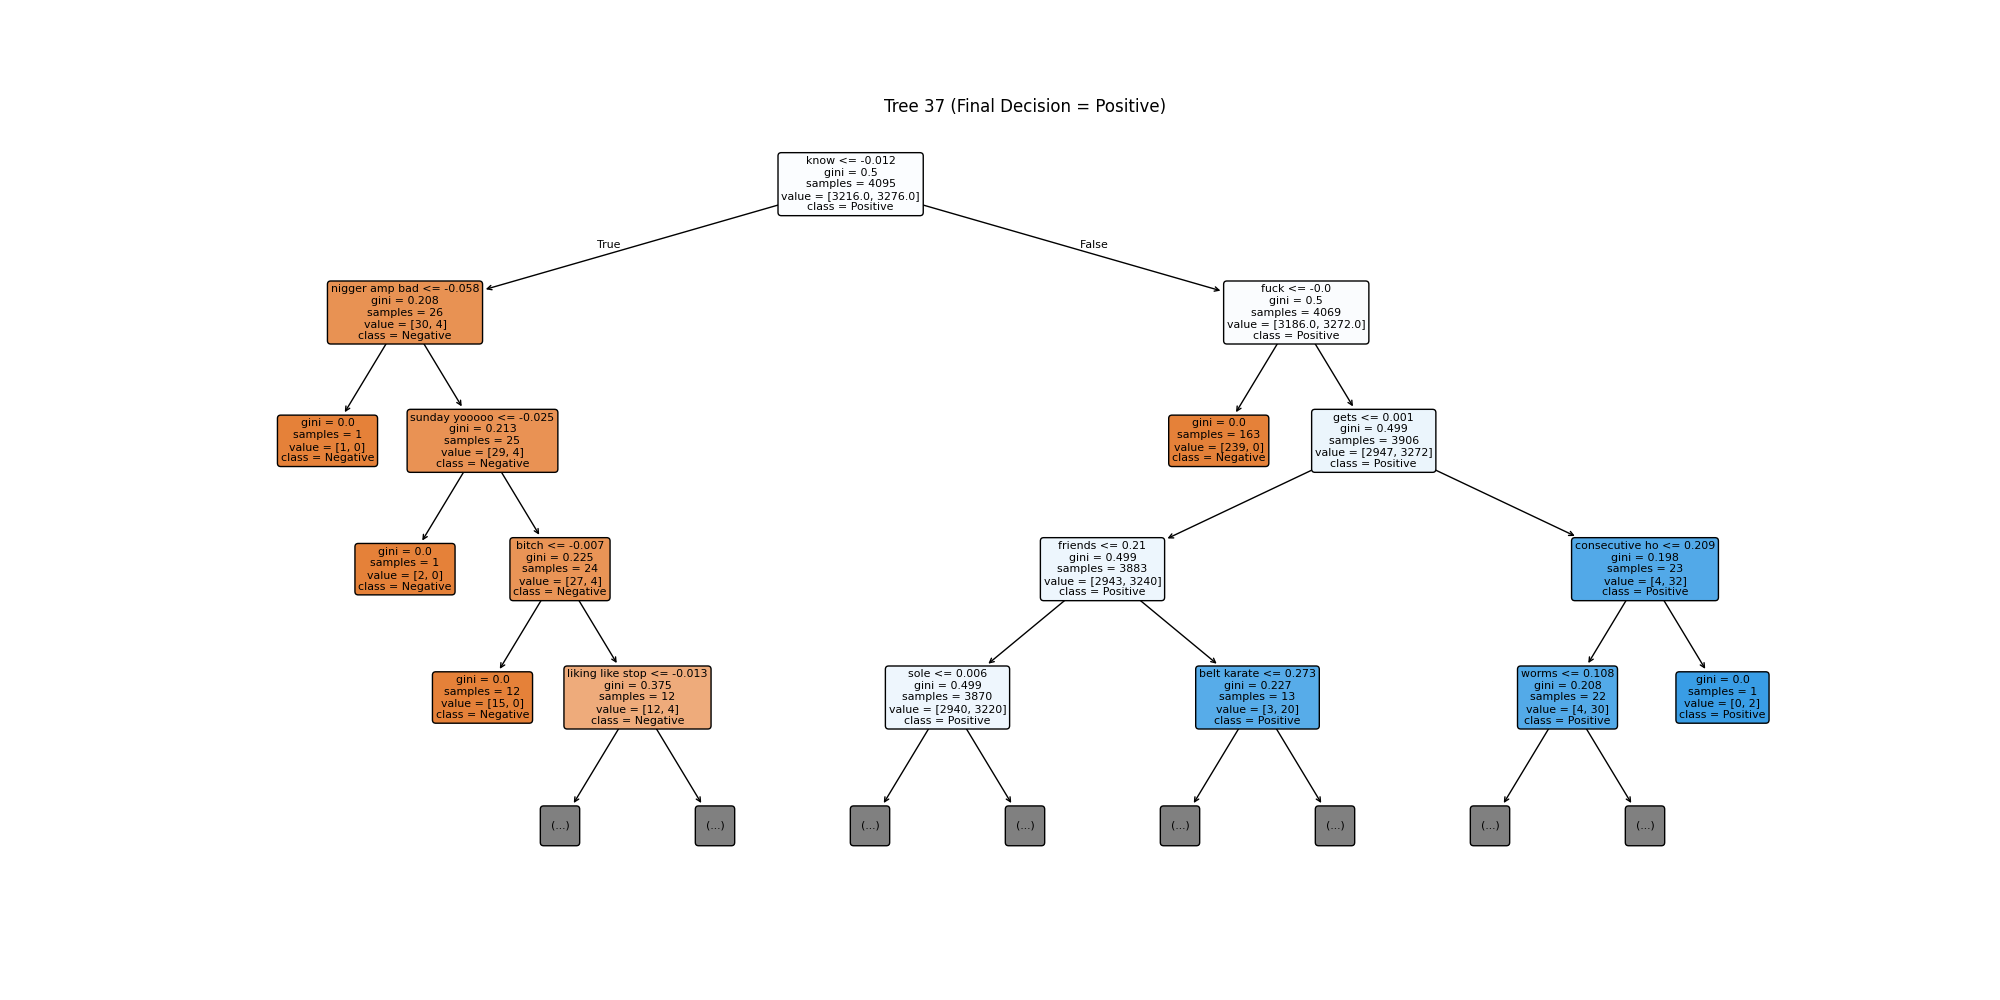 Tree 37 (Final Decision = Positive)
know <= -0.012
gini = 0.5
samples = 4095
value = [3216.0, 3276.0]
class = Positive
True
False
nigger amp bad <= -0.058
gini = 0.208
samples = 26
value = [30, 4]
class = Negative
fuck <= -0.0
gini = 0.5
samples = 4069
value = [3186.0, 3272.0]
class = Positive
gini = 0.0
samples = 1
value = [1, 0]
class = Negative
sunday yooooo <= -0.025
gini = 0.213
samples = 25
value = [29, 4]
class = Negative
gini = 0.0
samples = 163
value = [239, 0]
class = Negative
gets <= 0.001
gini = 0.499
samples = 3906
value = [2947, 3272]
class = Positive
gini = 0.0
samples = 1
value = [2, 0]
class = Negative
bitch <= -0.007
gini = 0.225
samples = 24
value = [27, 4]
class = Negative
friends <= 0.21
gini = 0.499
samples = 3883
value = [2943, 3240]
class = Positive
consecutive ho <= 0.209
gini = 0.198
samples = 23
value = [4, 32]
class = Positive
gini = 0.0
samples = 12
value = [15, 0]
class = Negative
liking like stop <= -0.013
gini = 0.375
samples = 12
value = [12, 4]
class = Negative
sole <= 0.006
gini = 0.499
samples = 3870
value = [2940, 3220]
class = Positive
belt karate <= 0.273
gini = 0.227
samples = 13
value = [3, 20]
class = Positive
worms <= 0.108
gini = 0.208
samples = 22
value = [4, 30]
class = Positive
gini = 0.0
samples = 1
value = [0, 2]
class = Positive
(...)
(...)
(...)
(...)
(...)
(...)
(...)
(...)